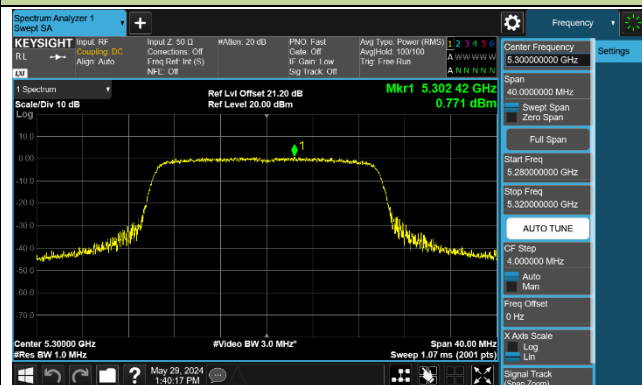 Spectrum Analyzer 1
Swept SA
Frequency
KEYSIGHT
RL
LXI
Input: RF
Coupling: DC
Align: Auto
Input Z: 50 Ω
Corrections: Off
Freq Ref: Int (S)
NFE: Off
#Atten: 20 dB
PNO: Fast
Gate: Off
IF Gain: Low
Sig Track: Off
Avg Type: Power (RMS)
Avg|Hold: 100/100
Trig: Free Run
1 2 3 4 5 6
A W W W W W
A N N N N N
1 Spectrum
Scale/Div 10 dB
Log
Ref Lvl Offset 21.20 dB
Ref Level 20.00 dBm
Mkr1 5.302 42 GHz
0.771 dBm
10.0
0.00
-10.0
-20.0
-30.0
-40.0
-50.0
-60.0
-70.0
1
Center 5.30000 GHz
#Res BW 1.0 MHz
#Video BW 3.0 MHz*
Span 40.00 MHz
Sweep 1.07 ms (2001 pts)
May 29, 2024
1:40:17 PM
Center Frequency
5.300000000 GHz
Settings
Span
40.0000000 MHz
Swept Span
Zero Span
Full Span
Start Freq
5.280000000 GHz
Stop Freq
5.320000000 GHz
AUTO TUNE
CF Step
4.000000 MHz
Auto
Man
Freq Offset
0 Hz
X Axis Scale
Log
Lin
Signal Track
(Span Zoom)